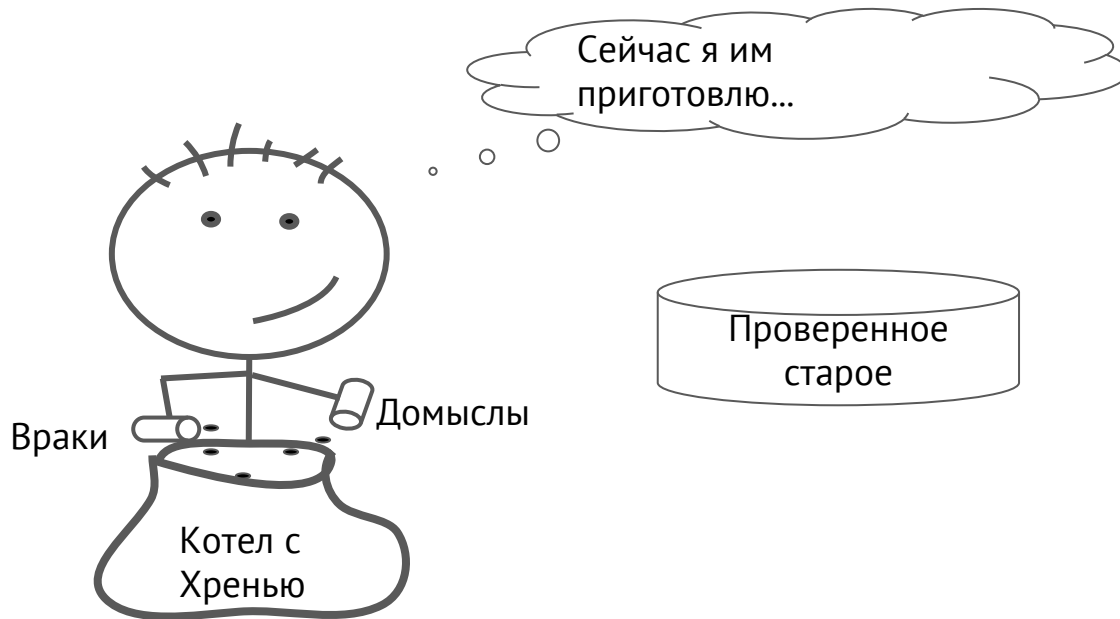 Сейчас я им
приготовлю...
Проверенное
старое
Враки
Домыслы
Котел с
Хренью